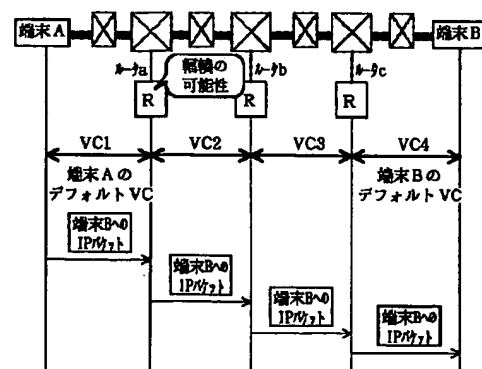 端末A
端末B
ルータa
輻輳の
可能性
ルータb
ルータc
R
R
R
VC1
VC2
VC3
VC4
端末Aの
デフォルトVC
端末Bの
デフォルトVC
端末Bへの
IPパケット
端末Bへの
IPパケット
端末Bへの
IPパケット
端末Bへの
IPパケット